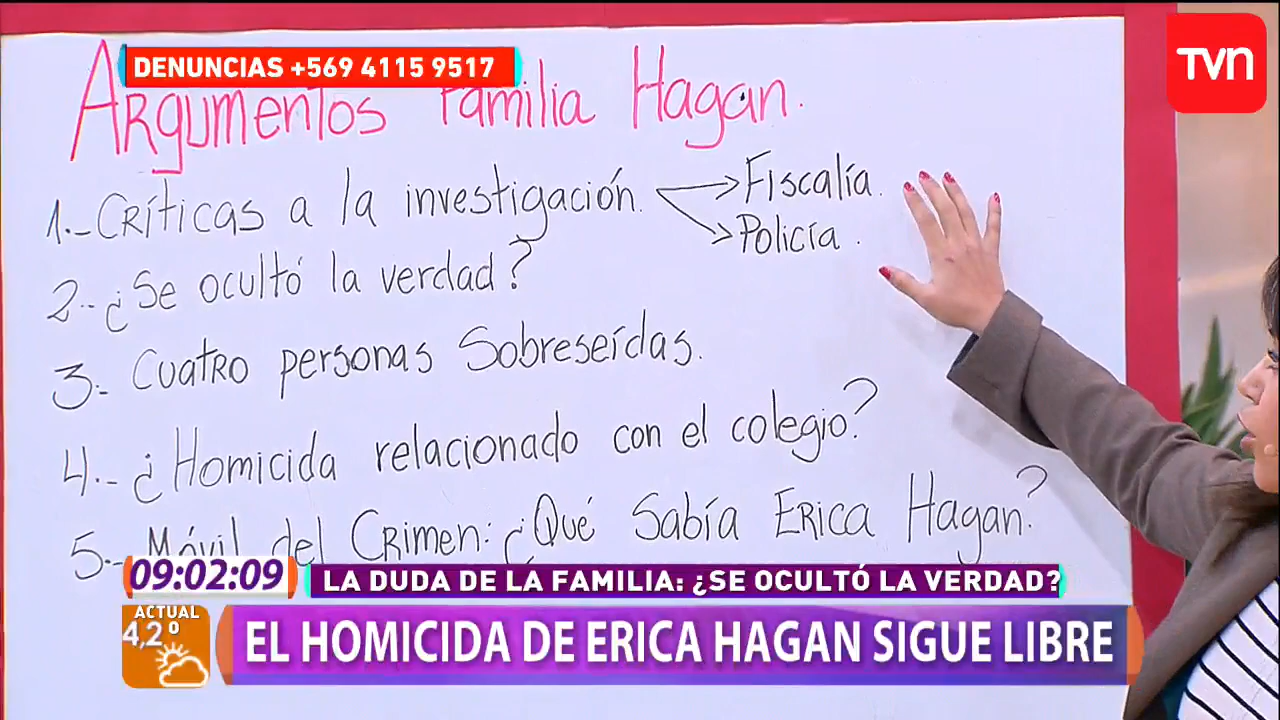 DENUNCIAS +569 4115 9517
TVN
Argumentos Familia Hagan.
1.- Críticas a la investigación. Fiscalía.
Policía.
2.- ¿Se ocultó la verdad?
3.- Cuatro personas Sobreseídas.
4.- ¿Homicida relacionado con el colegio?
5.- Móvil del Crimen: ¿Qué Sabía Erica Hagan?
09:02:09
LA DUDA DE LA FAMILIA: ¿SE OCULTÓ LA VERDAD?
ACTUAL
4,2º
EL HOMICIDA DE ERICA HAGAN SIGUE LIBRE